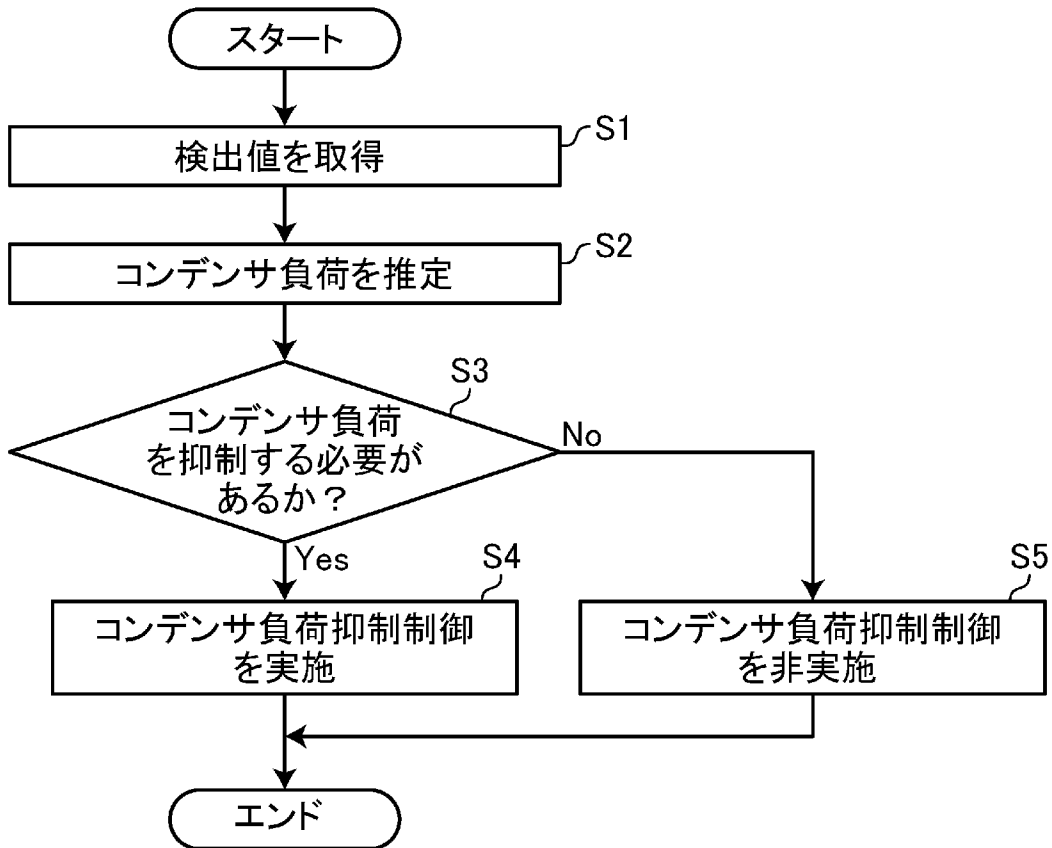 スタート
S1
検出値を取得
S2
コンデンサ負荷を推定
S3
コンデンサ負荷
を抑制する必要が
あるか？
No
Yes
S4
コンデンサ負荷抑制制御
を実施
S5
コンデンサ負荷抑制制御
を非実施
エンド